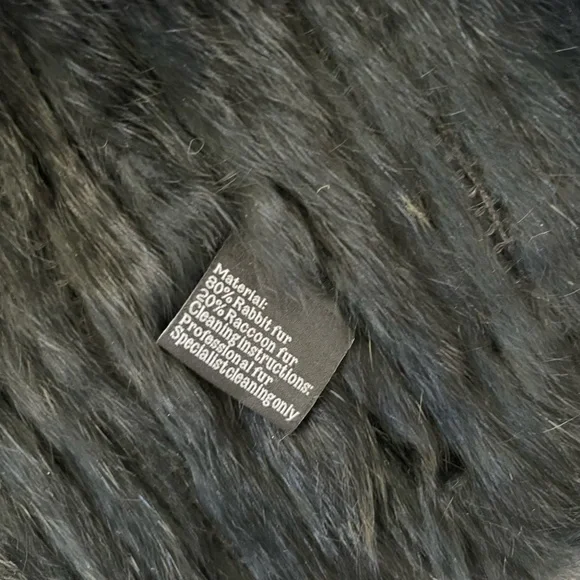 Material:
80% Rabbit fur
20% Raccoon fur
Cleaning instructions:
Professional fur
Specialist cleaning only